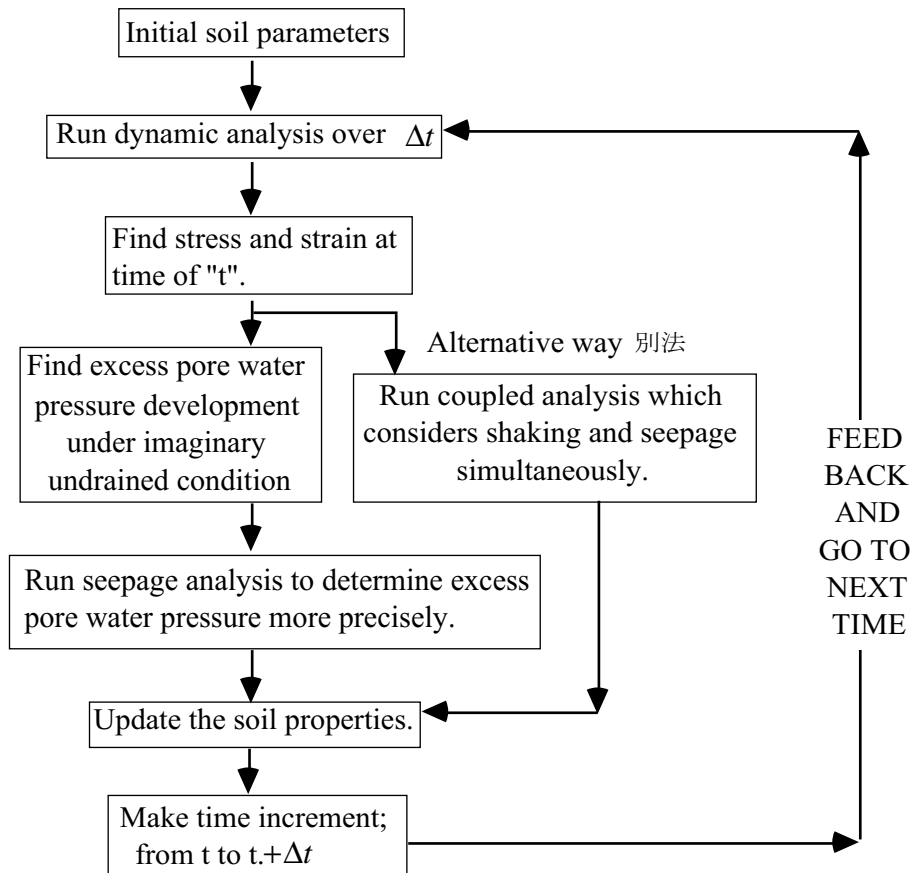 Initial soil parameters
Run dynamic analysis over Δt
Find stress and strain at
time of "t".
Alternative way 別法
Find excess pore water
pressure development
under imaginary
undrained condition
Run coupled analysis which
considers shaking and seepage
simultaneously.
FEED
BACK
AND
GO TO
NEXT
TIME
Run seepage analysis to determine excess
pore water pressure more precisely.
Update the soil properties.
Make time increment;
from t to t.+Δt